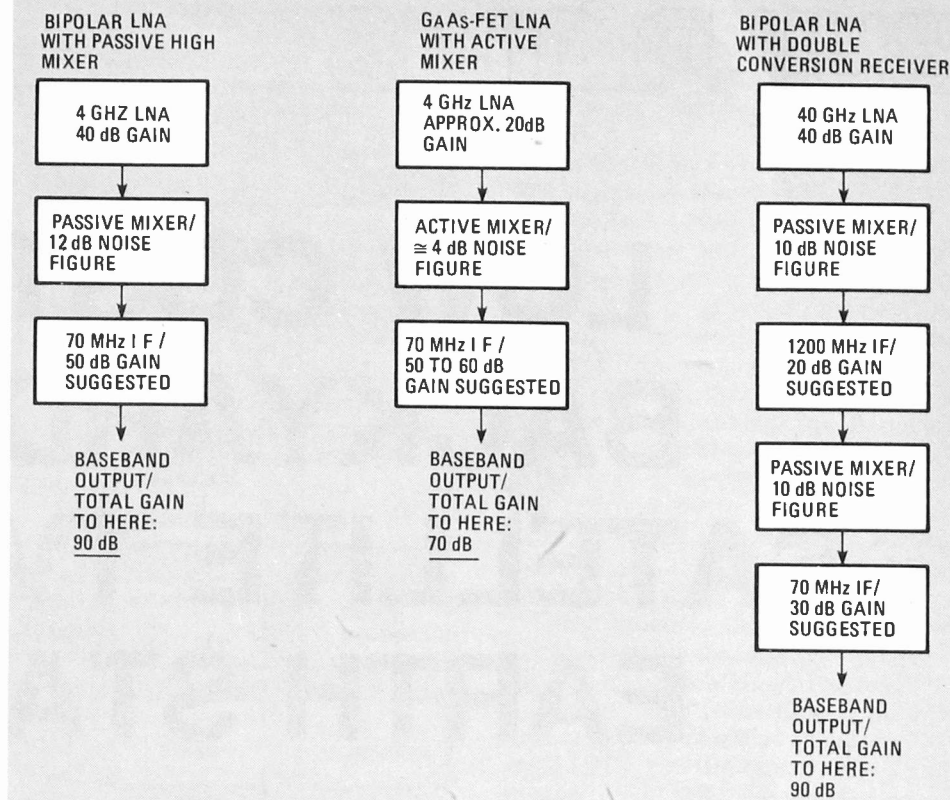 BIPOLAR LNA
WITH PASSIVE HIGH
MIXER
4 GHZ LNA
40 dB GAIN
PASSIVE MIXER/
12 dB NOISE
FIGURE
70 MHz I F /
50 dB GAIN
SUGGESTED
BASEBAND
OUTPUT/
TOTAL GAIN
TO HERE:
90 dB
GAAS-FET LNA
WITH ACTIVE
MIXER
4 GHz LNA
APPROX. 20dB
GAIN
ACTIVE MIXER/
≅ 4 dB NOISE
FIGURE
70 MHz I F /
50 TO 60 dB
GAIN SUGGESTED
BASEBAND
OUTPUT/
TOTAL GAIN
TO HERE:
70 dB
BIPOLAR LNA
WITH DOUBLE
CONVERSION RECEIVER
40 GHz LNA
40 dB GAIN
PASSIVE MIXER/
10 dB NOISE
FIGURE
1200 MHz IF/
20 dB GAIN
SUGGESTED
PASSIVE MIXER/
10 dB NOISE
FIGURE
70 MHz IF/
30 dB GAIN
SUGGESTED
BASEBAND
OUTPUT/
TOTAL GAIN
TO HERE:
90 dB